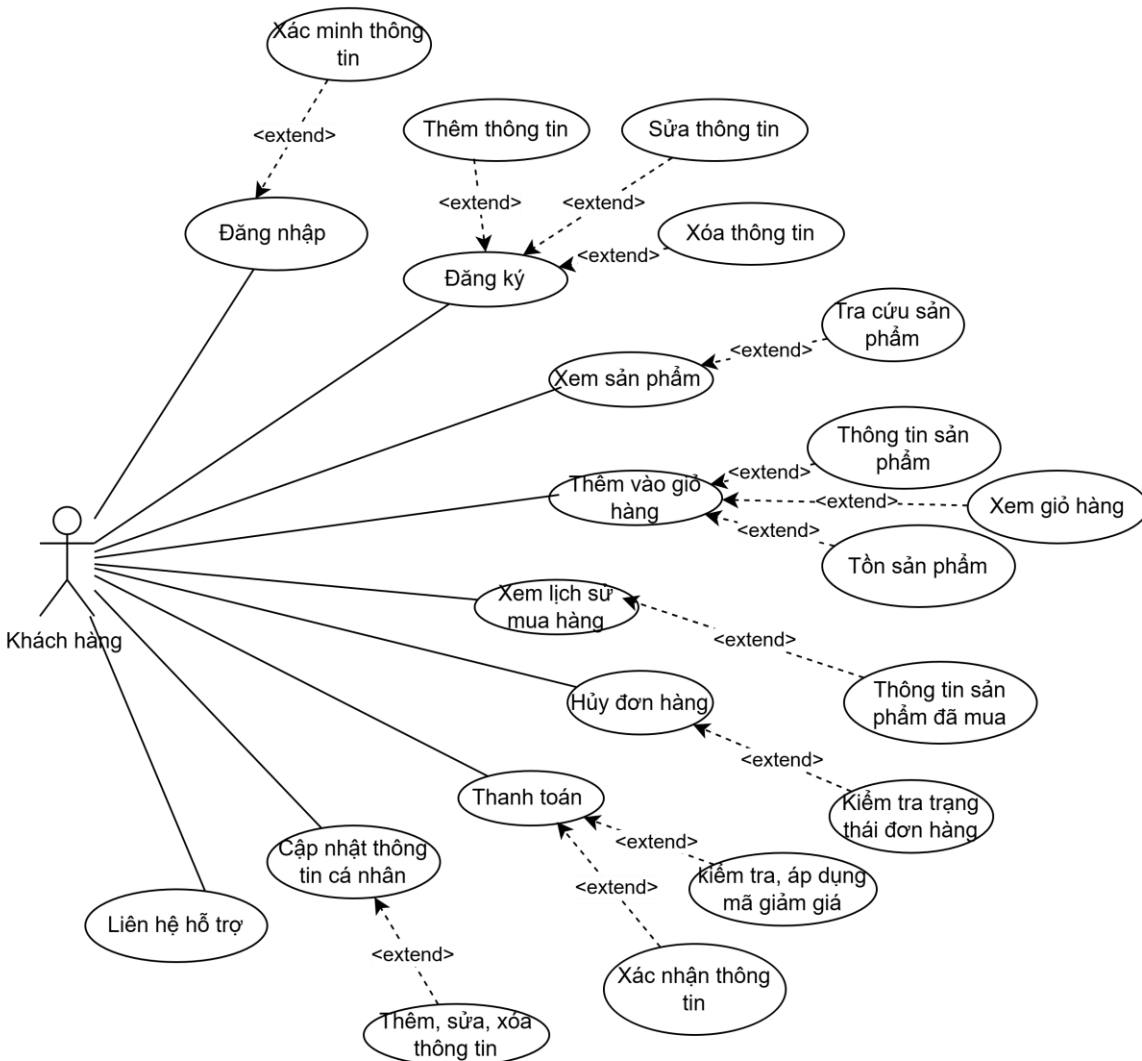 Xác minh thông
tin
<extend>
Thêm thông tin
Sửa thông tin
<extend>
<extend>
Đăng nhập
Xóa thông tin
<extend>
Đăng ký
Tra cứu sản
phẩm
<extend>
Xem sản phẩm
Thông tin sản
phẩm
<extend>
Thêm vào giỏ
hàng
<extend>
Xem giỏ hàng
<extend>
Tồn sản phẩm
Khách hàng
Xem lịch sử
mua hàng
<extend>
Thông tin sản
phẩm đã mua
Hủy đơn hàng
<extend>
Kiểm tra trạng
thái đơn hàng
Thanh toán
<extend>
kiểm tra, áp dụng
mã giảm giá
<extend>
Xác nhận thông
tin
Cập nhật thông
tin cá nhân
<extend>
Thêm, sửa, xóa
thông tin
Liên hệ hỗ trợ